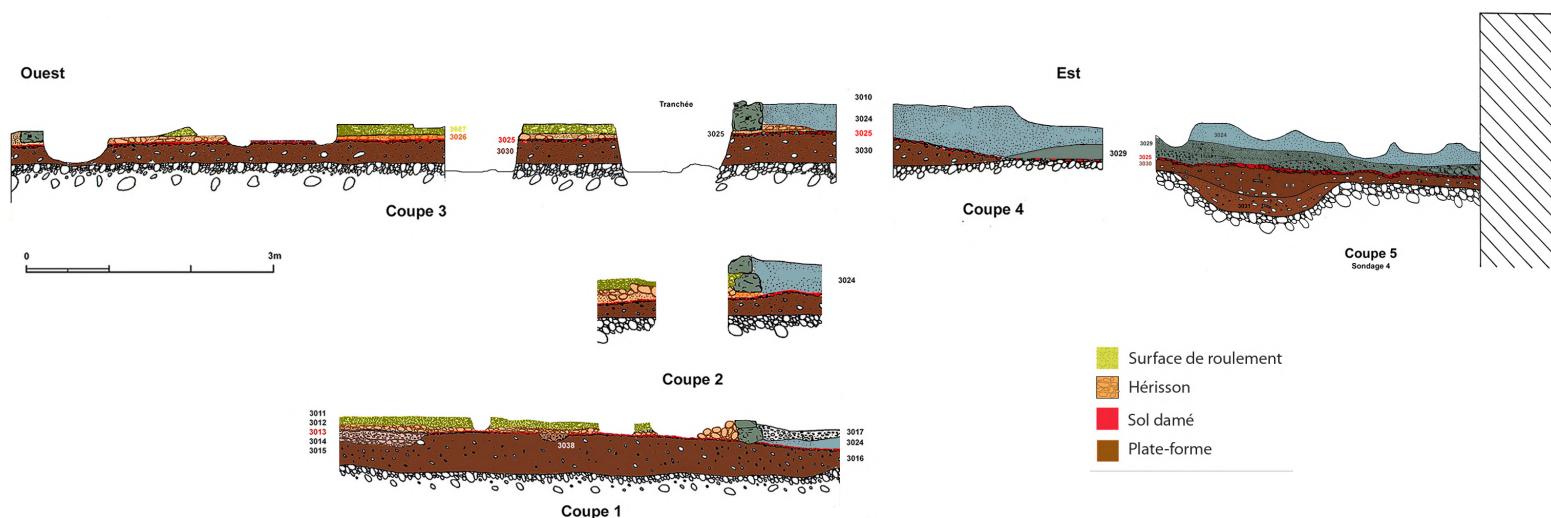 Ouest
Est
Tranchée
3027
3026
3025
3030
3025
3010
3024
3025
3030
3029
3029
3025
3030
3024
3031
Coupe 3
Coupe 4
Coupe 5
Sondage 4
0
3m
3024
Coupe 2
Surface de roulement
Hérisson
Sol damé
Plate-forme
3011
3012
3013
3014
3015
3038
3017
3024
3016
Coupe 1